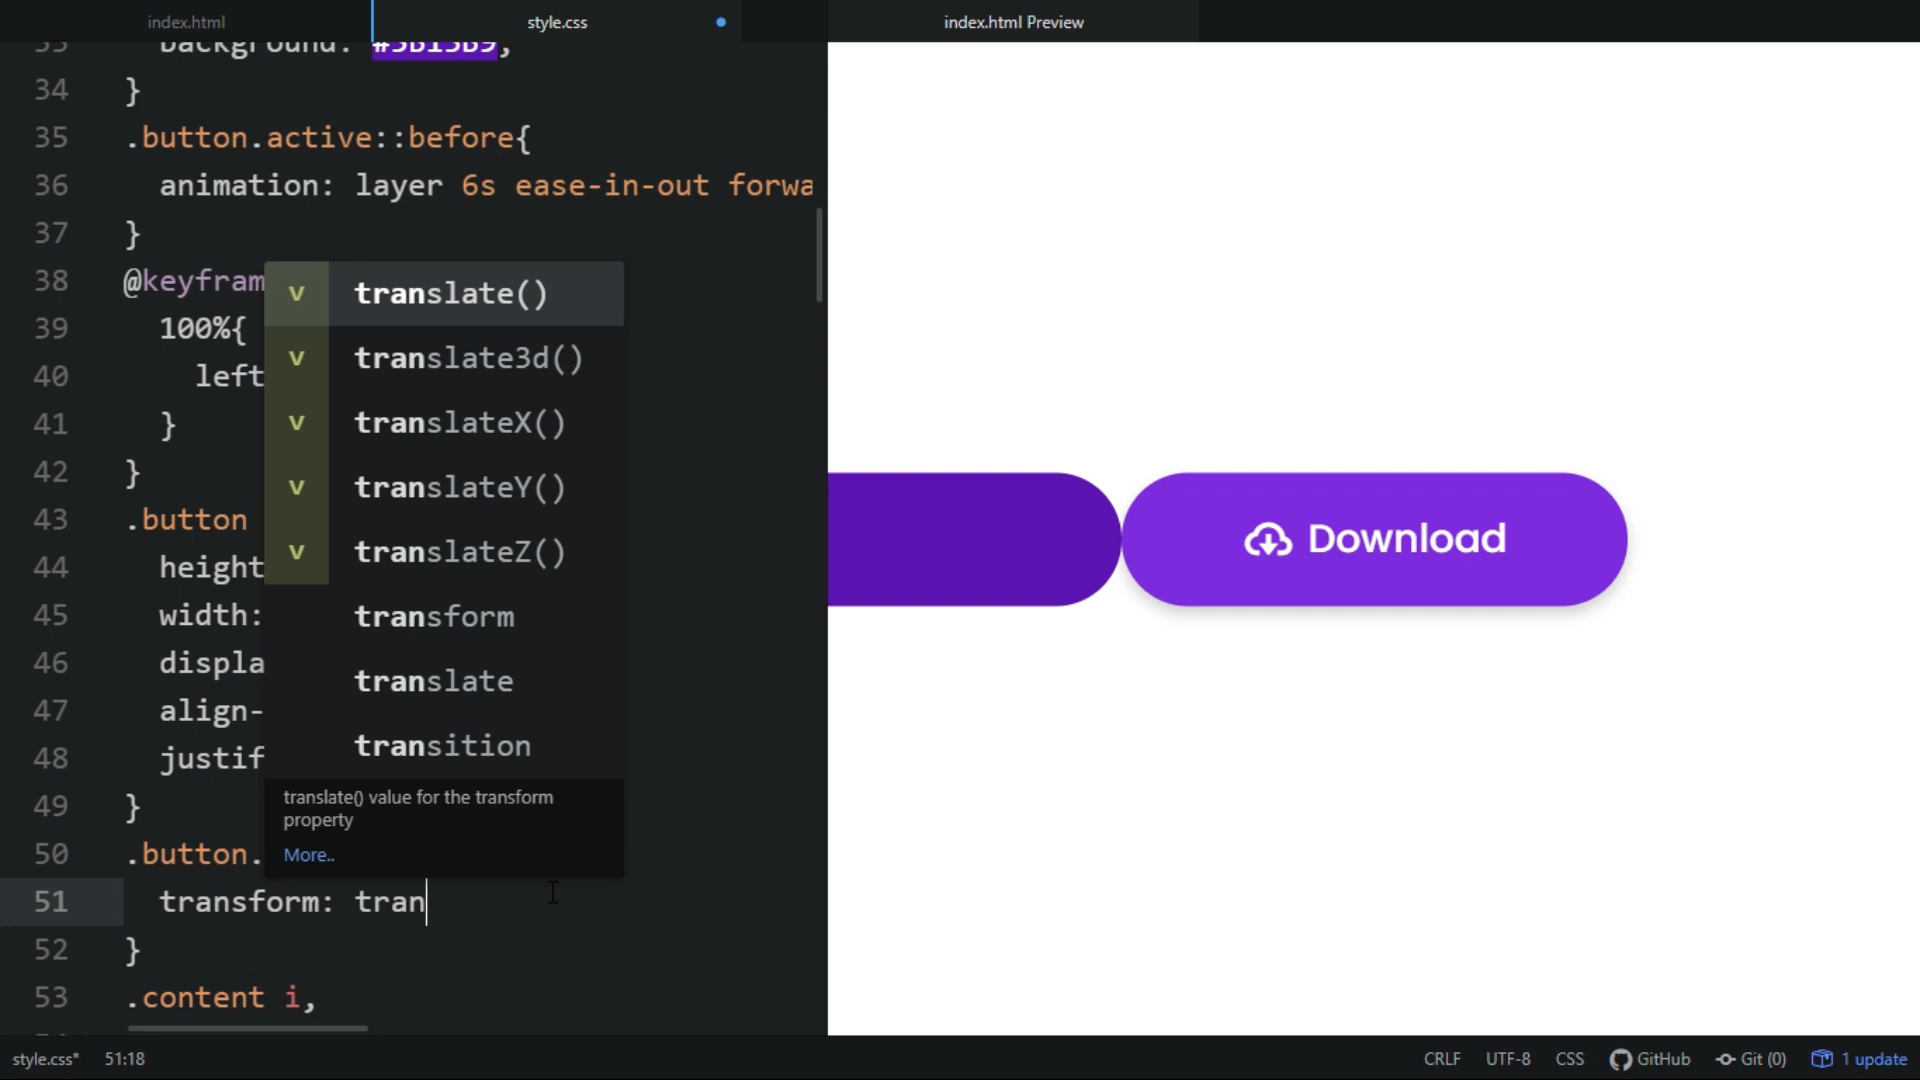 index.html
style.css
index.html Preview
33 background: #5B13B9;
34 }
35 .button.active::before{
36 animation: layer 6s ease-in-out forwa
37 }
38 @keyfram
39 100%{
40 left
41 }
42 }
43 .button
44 height
45 width:
46 displa
47 align-
48 justif
49 }
50 .button.
51 transform: tran
52 }
53 .content i,
v translate()
v translate3d()
v translateX()
v translateY()
v translateZ()
transform
translate
transition
translate() value for the transform
property
More..
Download
style.css* 51:18
CRLF UTF-8 CSS GitHub Git (0) 1 update